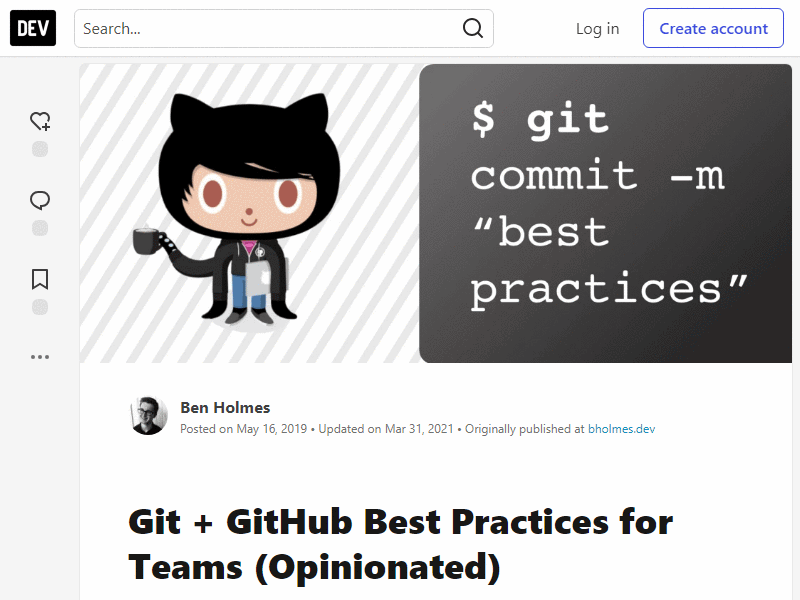 DEV
Search...
Log in
Create account
$ git
commit -m
“best
practices”
Ben Holmes
Posted on May 16, 2019 • Updated on Mar 31, 2021 • Originally published at bholmes.dev
Git + GitHub Best Practices for
Teams (Opinionated)